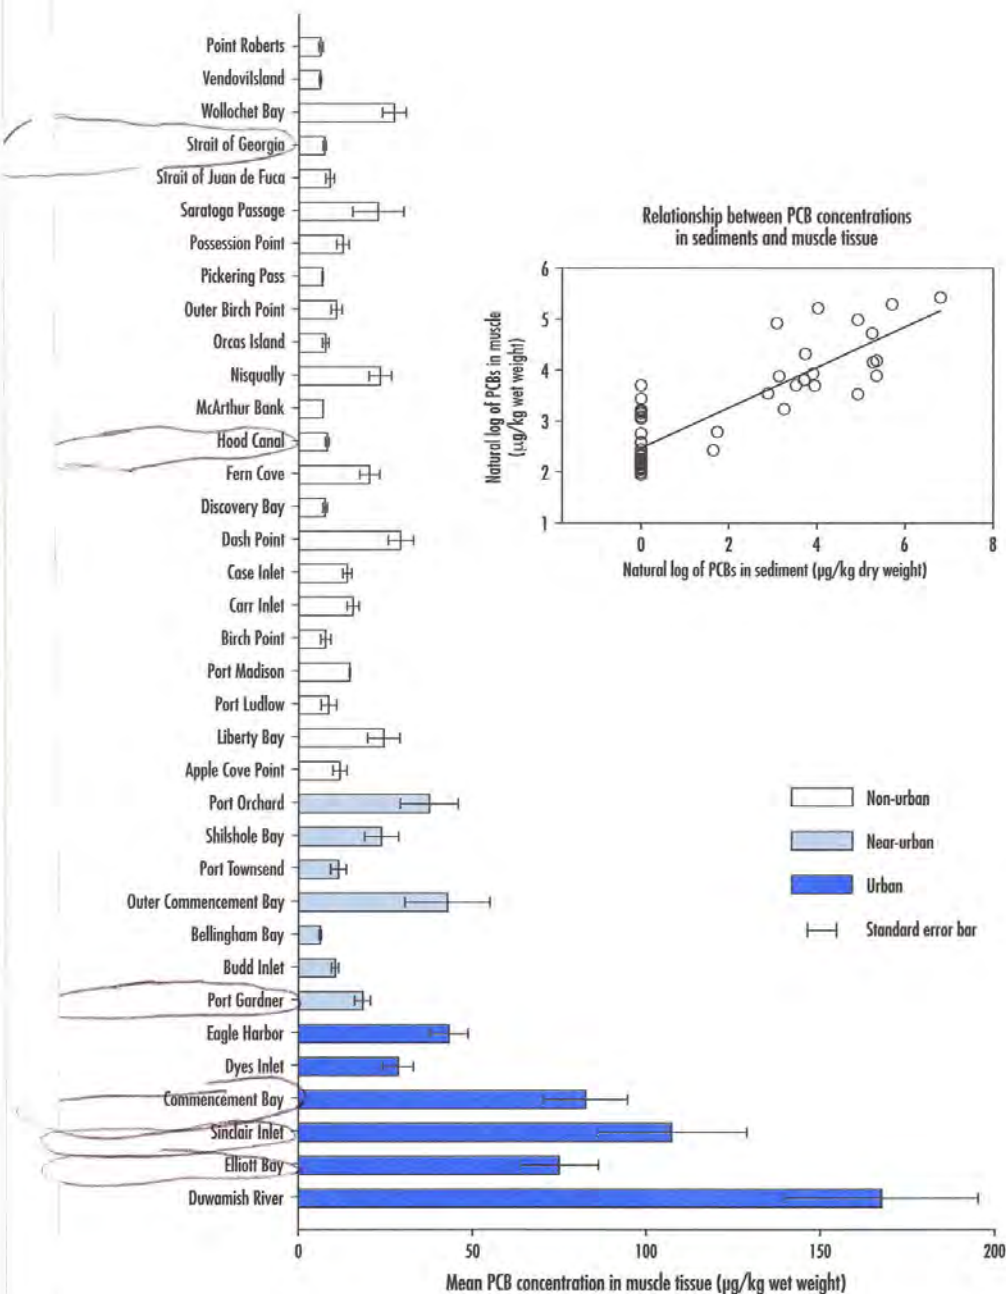 Point Roberts
VendoviIsland
Wollochet Bay
Strait of Georgia
Strait of Juan de Fuca
Saratoga Passage
Possession Point
Pickering Pass
Outer Birch Point
Orcas Island
Nisqually
McArthur Bank
Hood Canal
Fern Cove
Discovery Bay
Dash Point
Case Inlet
Carr Inlet
Birch Point
Port Madison
Port Ludlow
Liberty Bay
Apple Cove Point
Port Orchard
Shilshole Bay
Port Townsend
Outer Commencement Bay
Bellingham Bay
Budd Inlet
Port Gardner
Eagle Harbor
Dyes Inlet
Commencement Bay
Sinclair Inlet
Elliott Bay
Duwamish River
0 50 100 150 200
Mean PCB concentration in muscle tissue (µg/kg wet weight)
Relationship between PCB concentrations
in sediments and muscle tissue
Natural log of PCBs in muscle
(µg/kg wet weight)
6
5
4
3
2
1
0 2 4 6 8
Natural log of PCBs in sediment (µg/kg dry weight)
Non-urban
Near-urban
Urban
Standard error bar